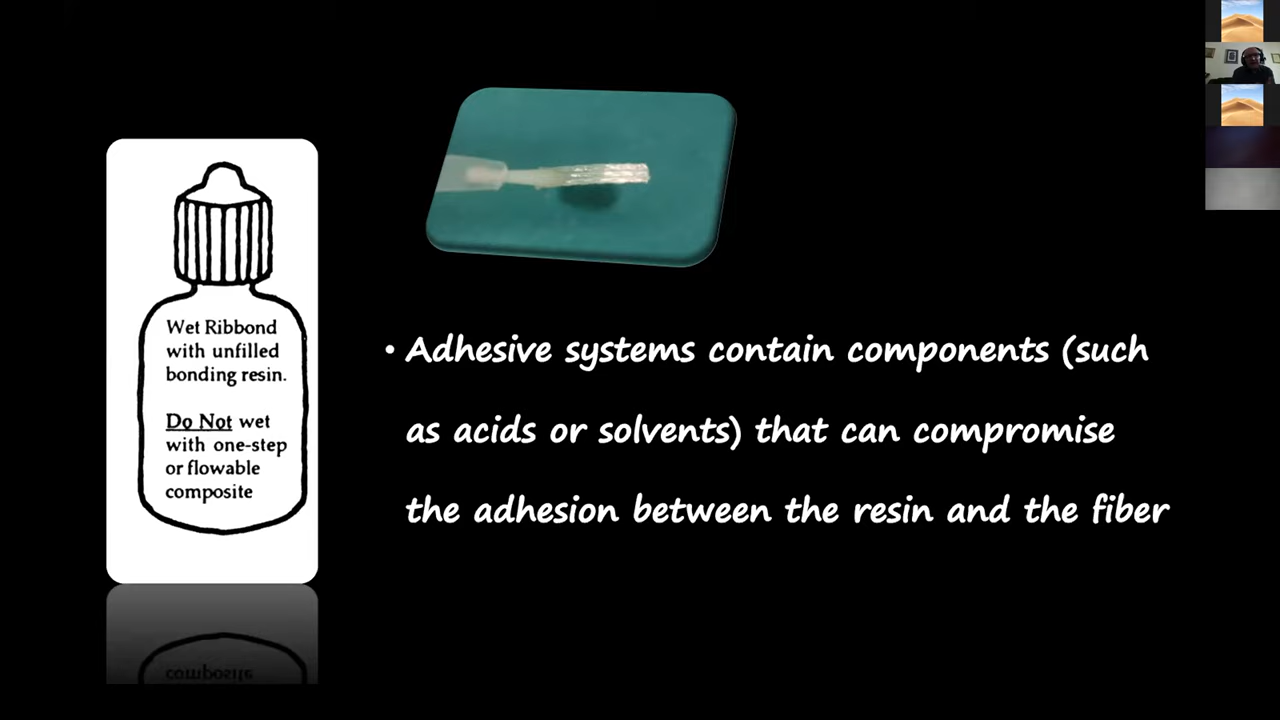 Wet Ribbond
with unfilled
bonding resin.
Do Not wet
with one-step
or flowable
composite
• Adhesive systems contain components (such
as acids or solvents) that can compromise
the adhesion between the resin and the fiber